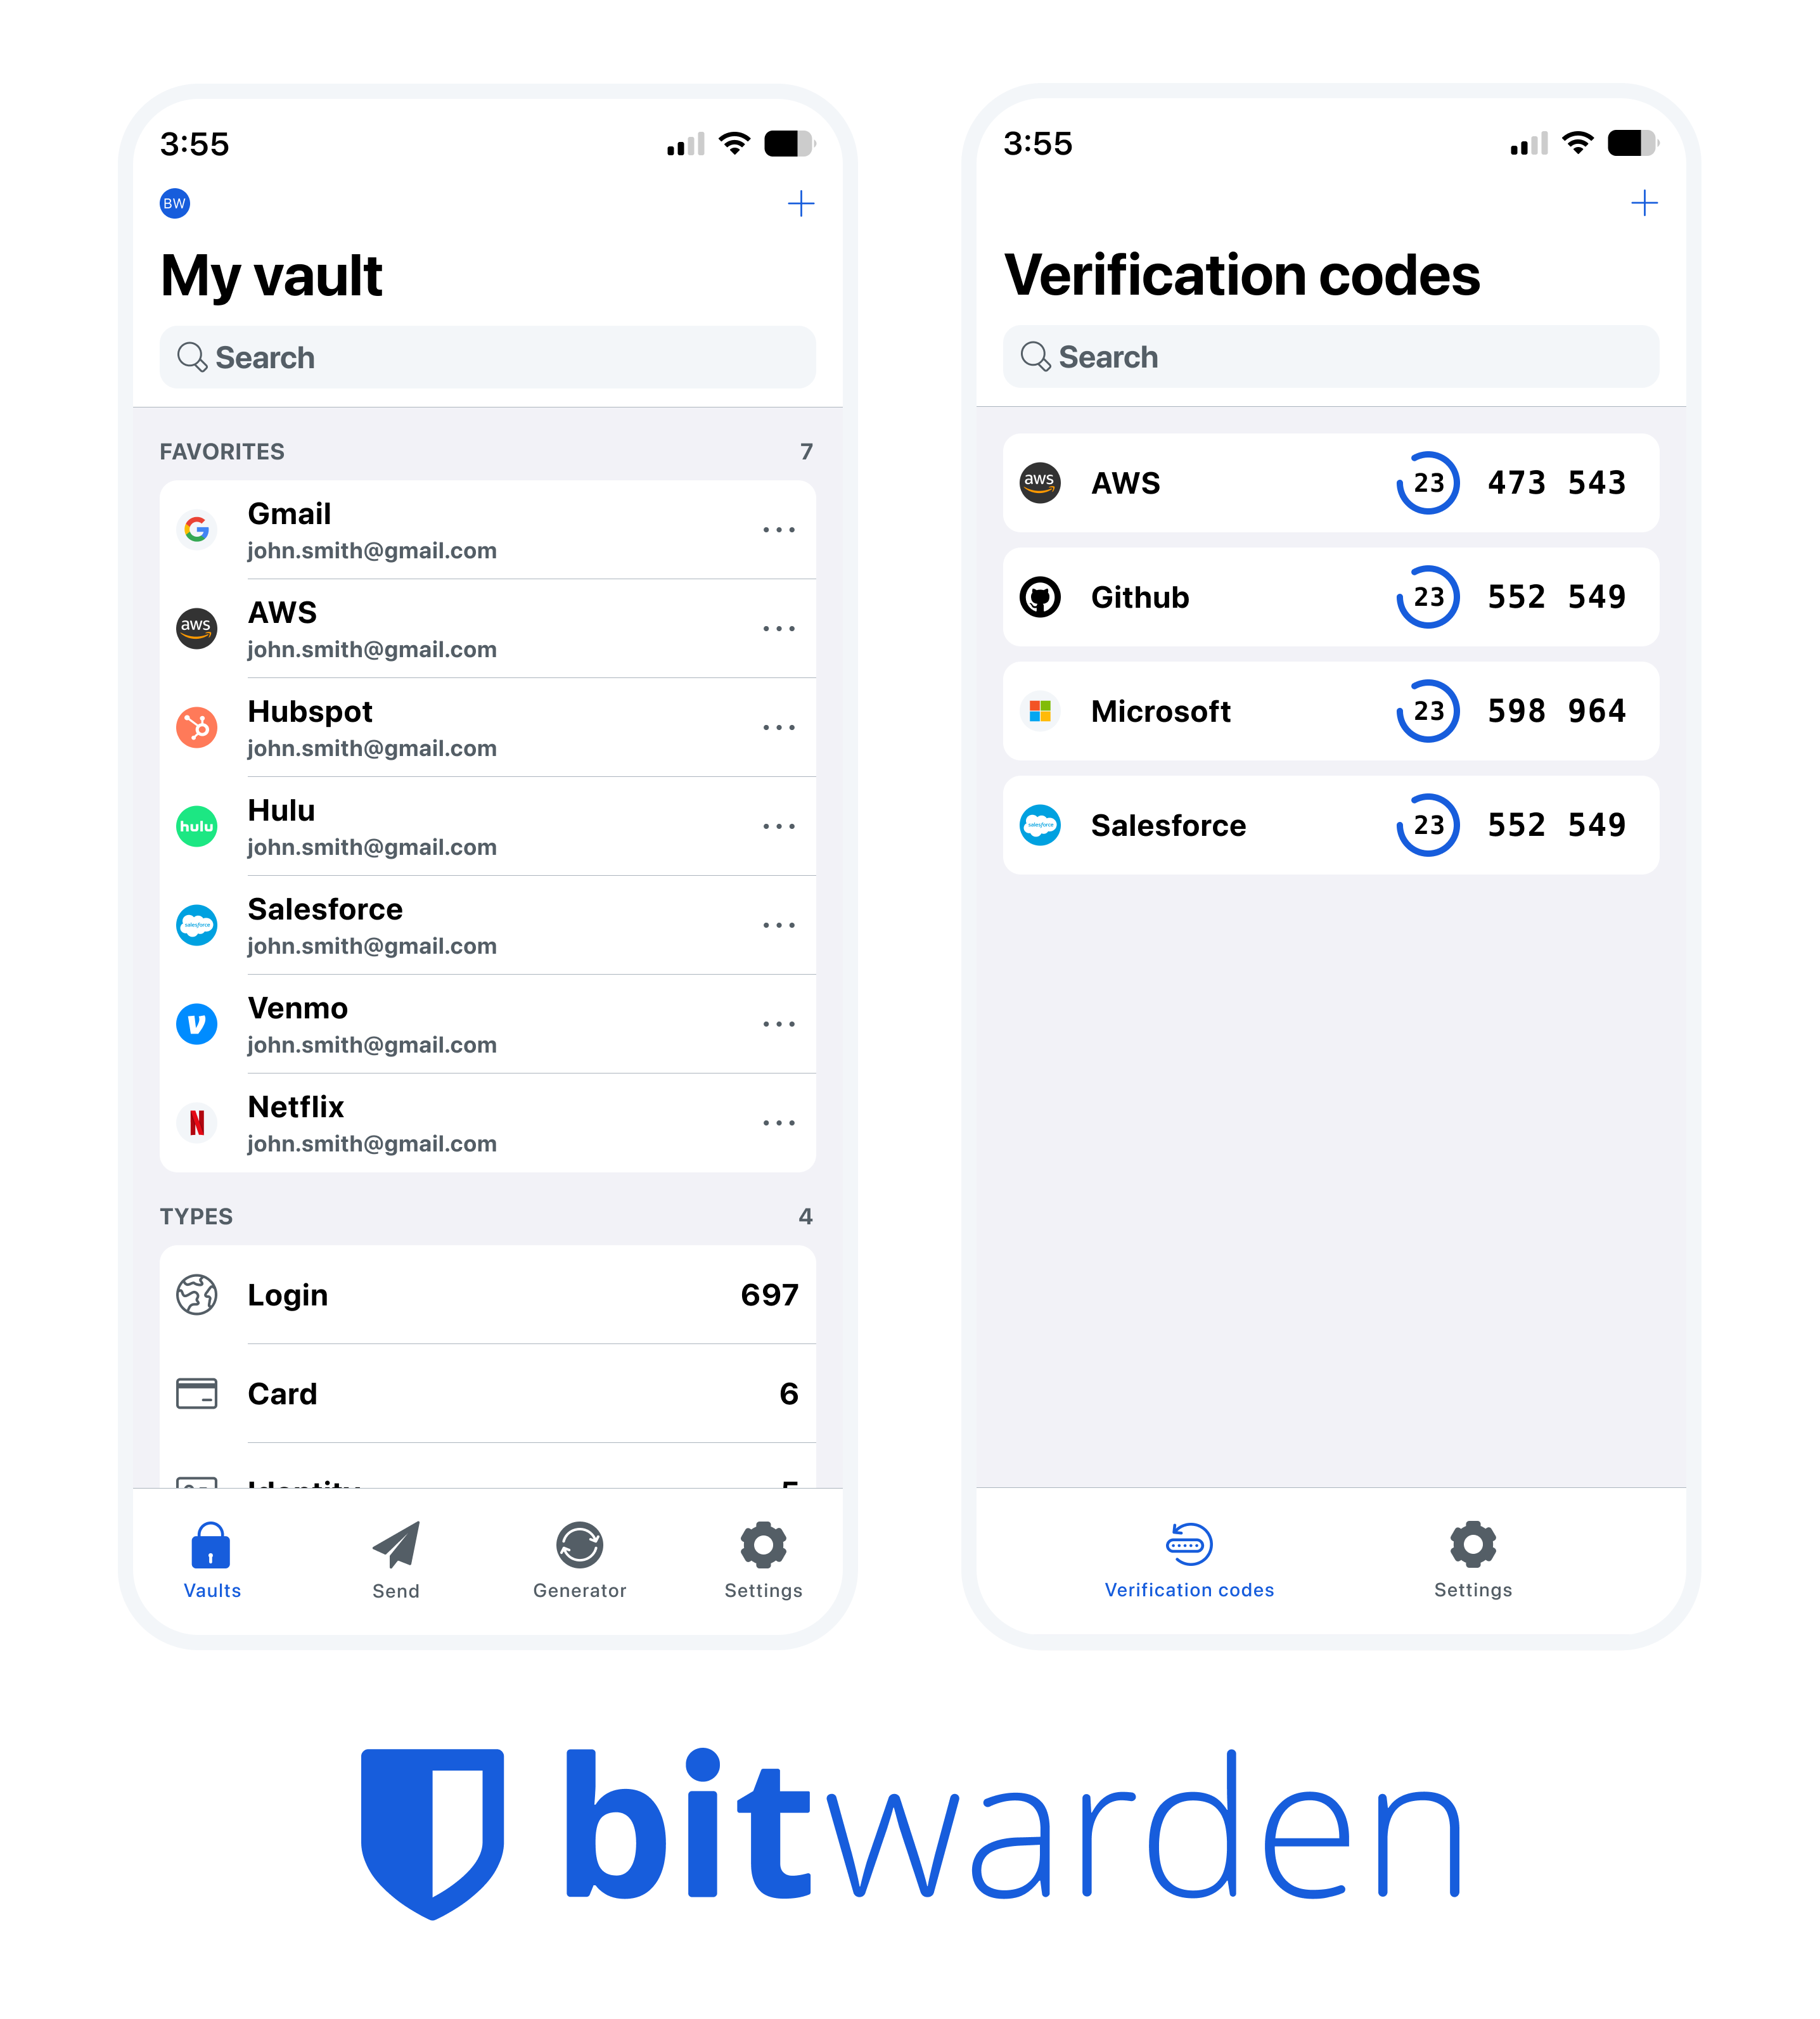 3:55
BW
My vault
Search
FAVORITES 7
Gmail
john.smith@gmail.com
aws AWS
john.smith@gmail.com
Hubspot
john.smith@gmail.com
hulu Hulu
john.smith@gmail.com
salesforce Salesforce
john.smith@gmail.com
Venmo
john.smith@gmail.com
Netflix
john.smith@gmail.com
TYPES 4
Login 697
Card 6
Identity 5
Vaults Send Generator Settings
3:55
Verification codes
Search
aws AWS 23 473 543
Github 23 552 549
Microsoft 23 598 964
salesforce Salesforce 23 552 549
Verification codes Settings
bitwarden